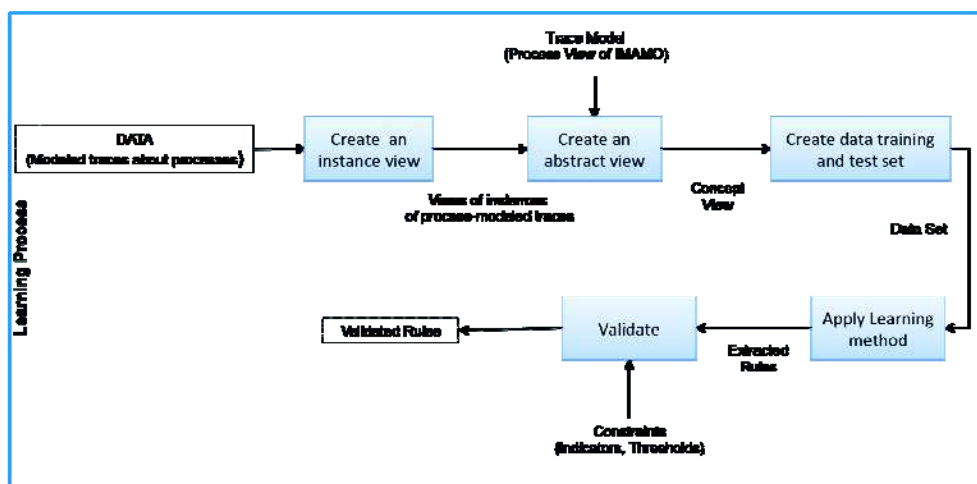 Trace Model
(Process View of IMAMO)
DATA
(Modeled traces about processes)
Create an
instance view
Create an
abstract view
Create data training
and test set
Views of instances
of process-modeled traces
Concept
View
Data Set
Learning Process
Validated Rules
Validate
Apply Learning
method
Extracted
Rules
Constraints
(Indicators, Thresholds)